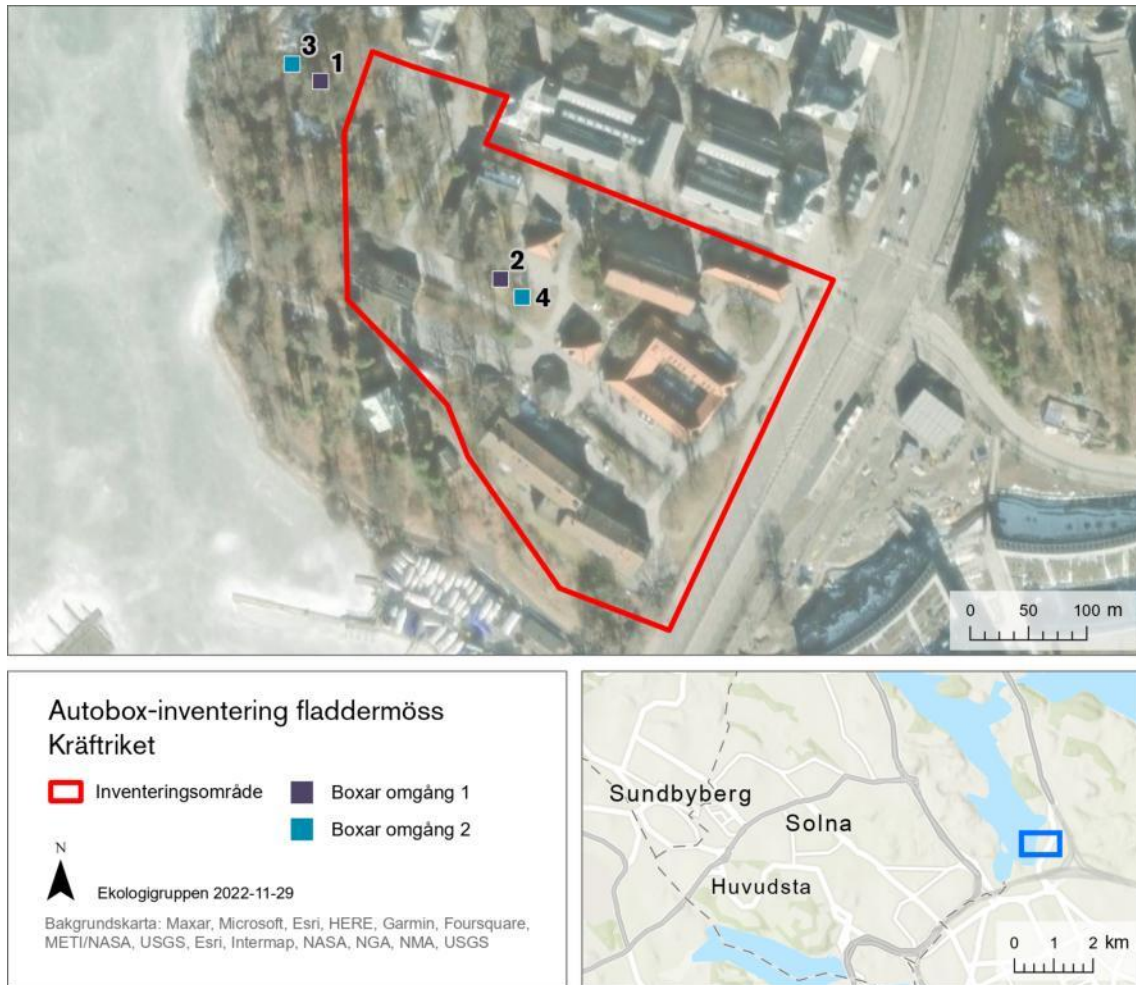 3
1
2
4
0 50 100 m
Autobox-inventering fladdermöss
Kräftriket
Inventeringsområde
Boxar omgång 1
Boxar omgång 2
N
Ekologigruppen 2022-11-29
Bakgrundskarta: Maxar, Microsoft, Esri, HERE, Garmin, Foursquare,
METI/NASA, USGS, Esri, Intermap, NASA, NGA, NMA, USGS
Sundbyberg
Solna
Huvudsta
0 1 2 km